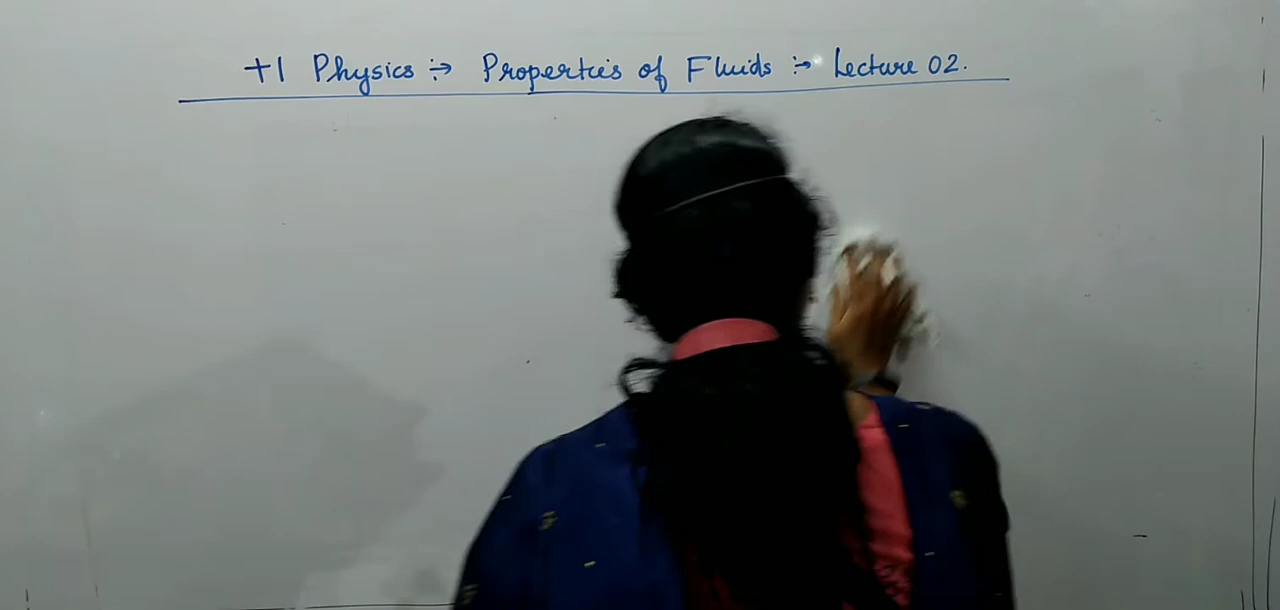 +1 Physics :→ Properties of Fluids :→ Lecture 02.